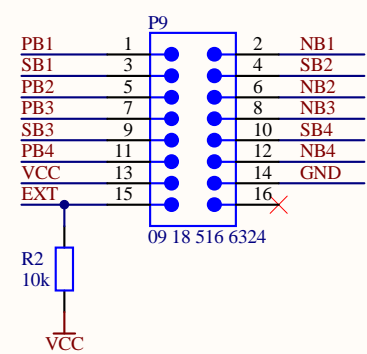 P9
PB1 1 2 NB1
SB1 3 4 SB2
PB2 5 6 NB2
PB3 7 8 NB3
SB3 9 10 SB4
PB4 11 12 NB4
VCC 13 14 GND
EXT 15 16
09 18 516 6324
R2
10k
VCC